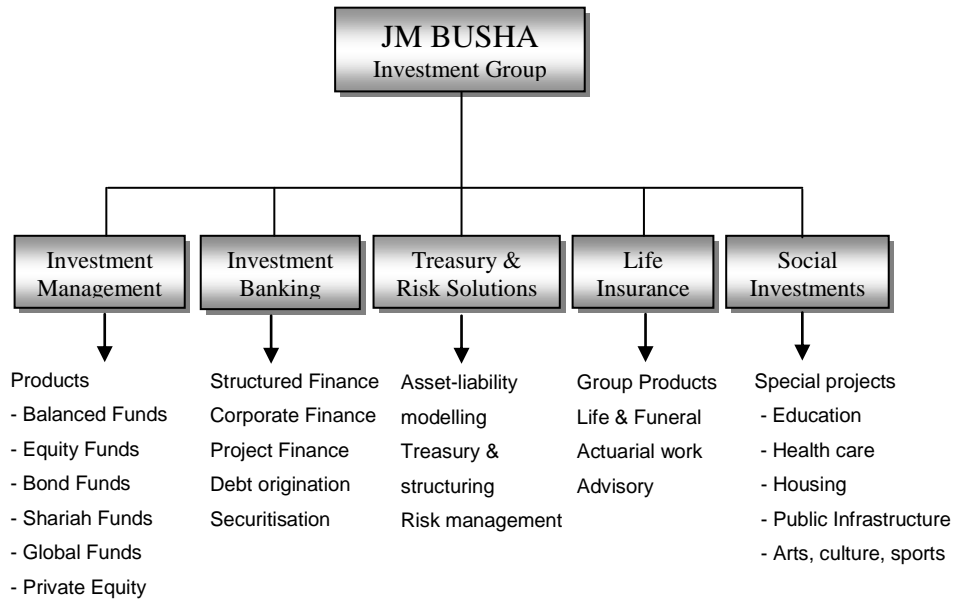 JM BUSHA
Investment Group
Investment
Management
Investment
Banking
Treasury &
Risk Solutions
Life
Insurance
Social
Investments
Products
- Balanced Funds
- Equity Funds
- Bond Funds
- Shariah Funds
- Global Funds
- Private Equity
Structured Finance
Corporate Finance
Project Finance
Debt origination
Securitisation
Asset-liability
modelling
Treasury &
structuring
Risk management
Group Products
Life & Funeral
Actuarial work
Advisory
Special projects
- Education
- Health care
- Housing
- Public Infrastructure
- Arts, culture, sports